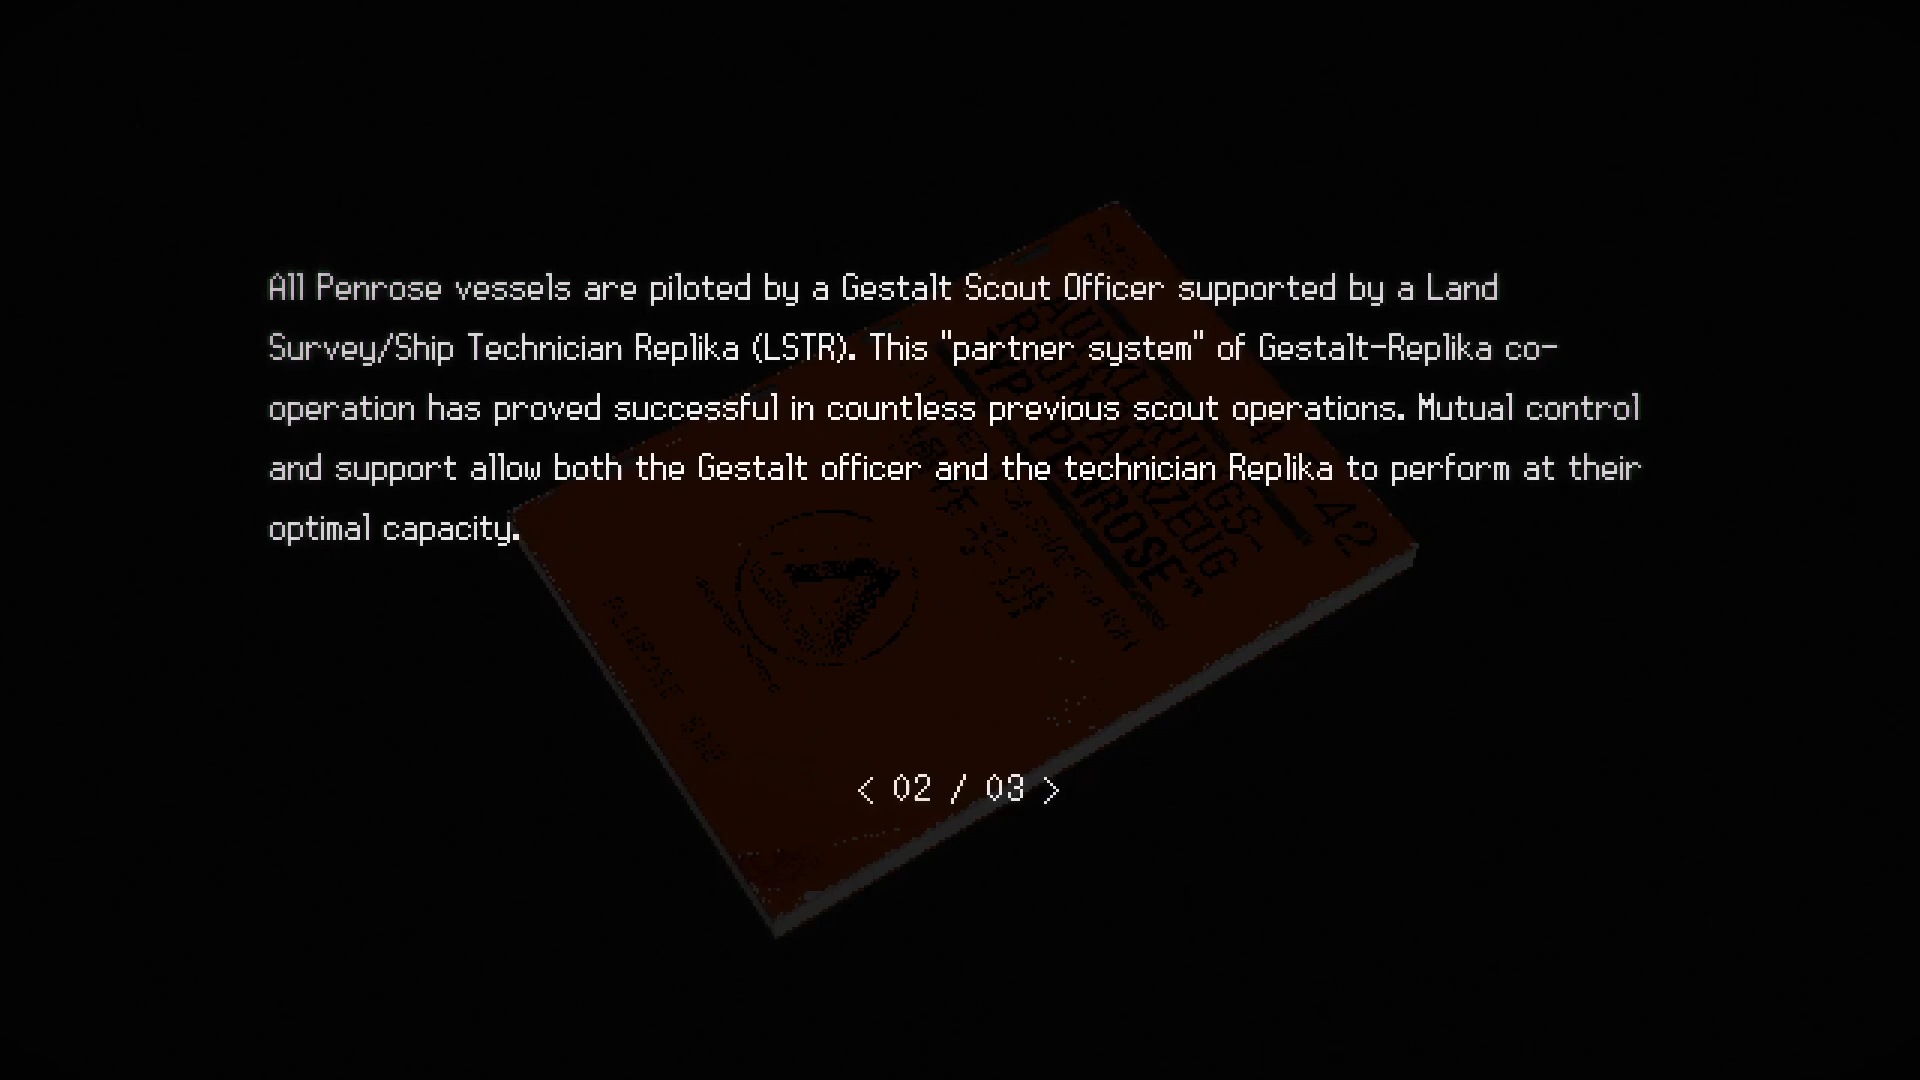 All Penrose vessels are piloted by a Gestalt Scout Officer supported by a Land
Survey/Ship Technician Replika (LSTR). This "partner system" of Gestalt-Replika co-
operation has proved successful in countless previous scout operations. Mutual control
and support allow both the Gestalt officer and the technician Replika to perform at their
optimal capacity.
< 02 / 03 >